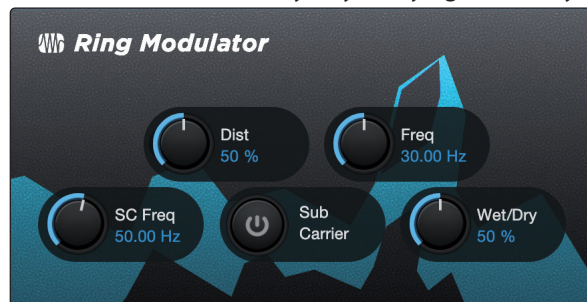 Ring Modulator
Dist
50 %
Freq
30.00 Hz
SC Freq
50.00 Hz
Sub
Carrier
Wet/Dry
50 %